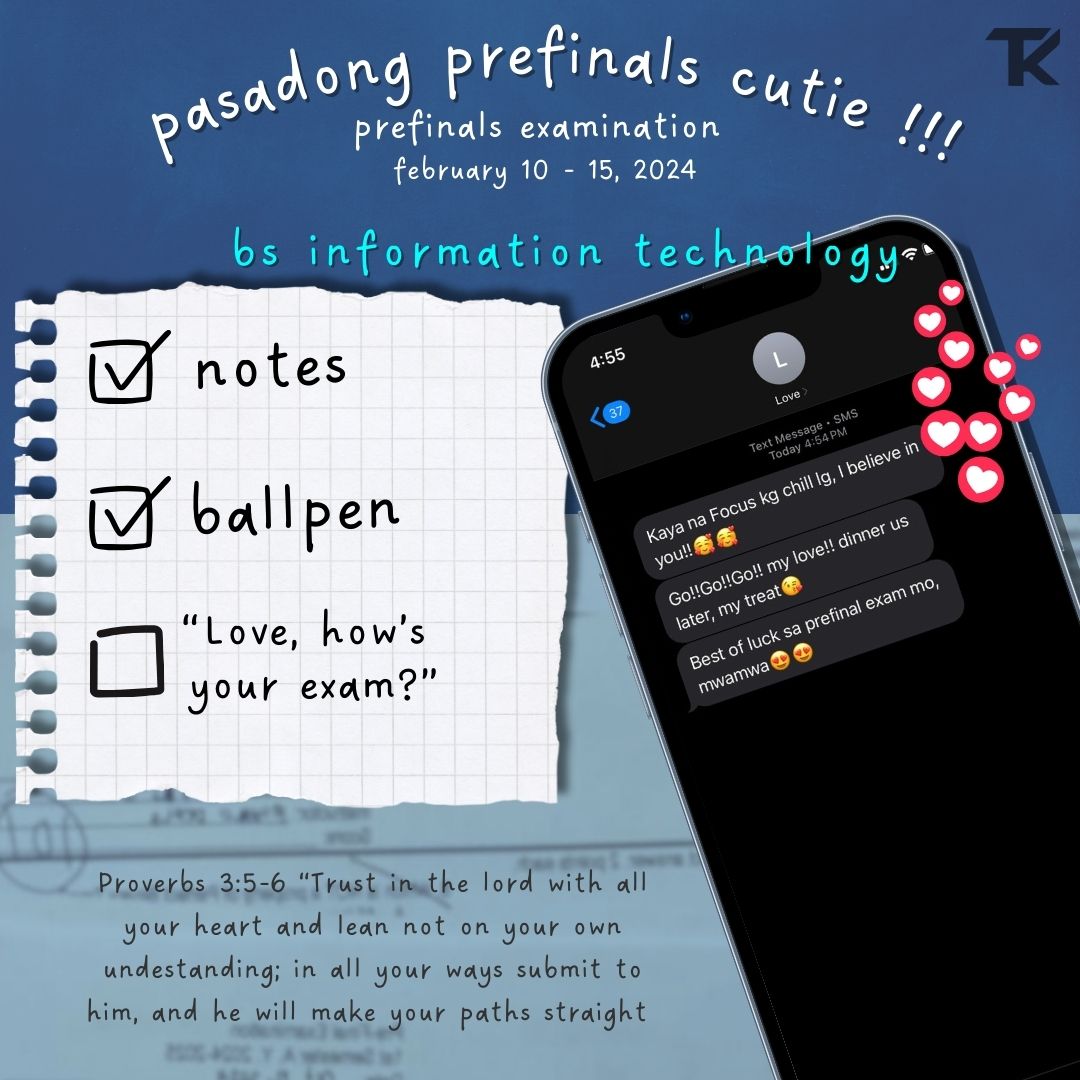 TK
pasadong prefinals cutie !!!
prefinals examination
february 10 - 15, 2024
bs information technology
notes
ballpen
“Love, how's
your exam?”
4:55
37
L
Love
Text Message • SMS
Today 4:54 PM
Kaya na Focus kg chill lg, I believe in
you!!🥰🥰
Go!!Go!!Go!! my love!! dinner us
later, my treat😘
Best of luck sa prefinal exam mo,
mwamwa😍😍
Proverbs 3:5-6 “Trust in the lord with all
your heart and lean not on your own
undestanding; in all your ways submit to
him, and he will make your paths straight